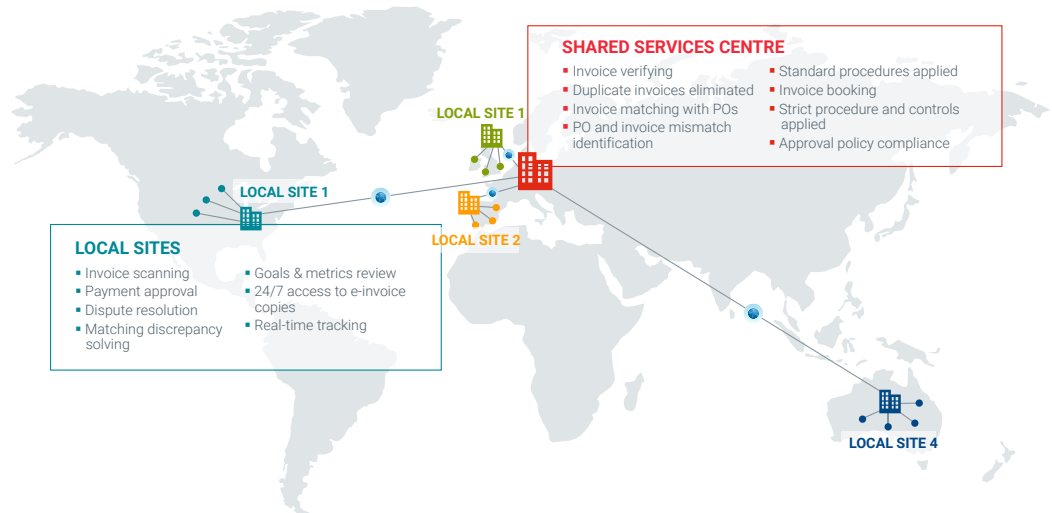 SHARED SERVICES CENTRE
Invoice verifying
Duplicate invoices eliminated
Invoice matching with POs
PO and invoice mismatch
identification
Standard procedures applied
Invoice booking
Strict procedure and controls
applied
Approval policy compliance
LOCAL SITE 1
LOCAL SITE 1
LOCAL SITE 2
LOCAL SITES
Invoice scanning
Payment approval
Dispute resolution
Matching discrepancy
solving
Goals & metrics review
24/7 access to e-invoice
copies
Real-time tracking
LOCAL SITE 4